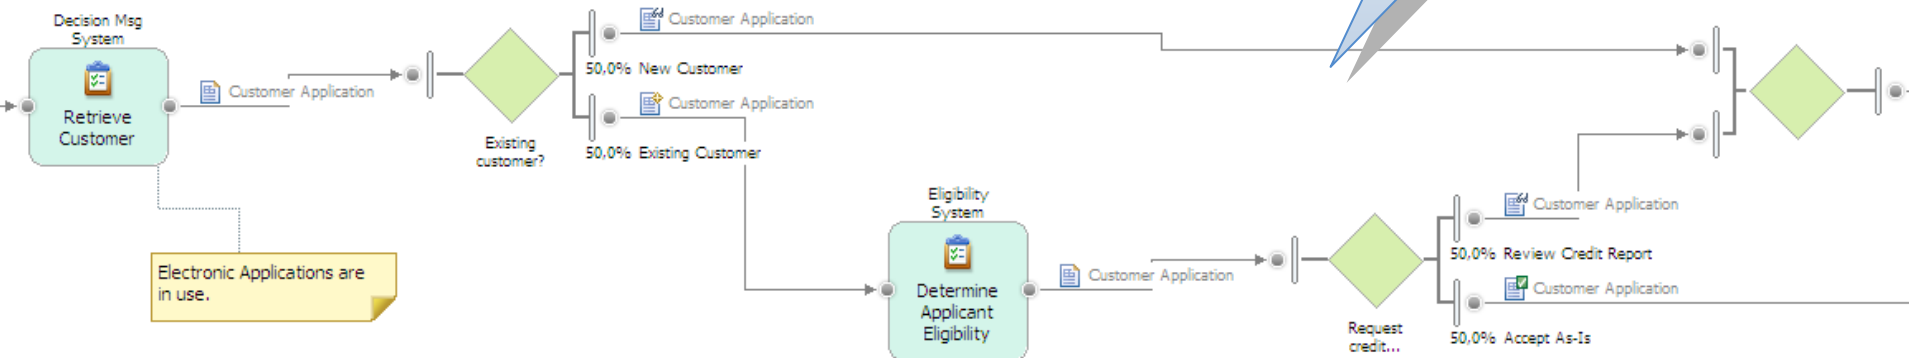 Decision Msg
System
Retrieve
Customer
Customer Application
Electronic Applications are
in use.
Existing
customer?
Customer Application
50,0% New Customer
Customer Application
50,0% Existing Customer
Eligibility
System
Determine
Applicant
Eligibility
Customer Application
Request
credit...
Customer Application
50,0% Review Credit Report
Customer Application
50,0% Accept As-Is